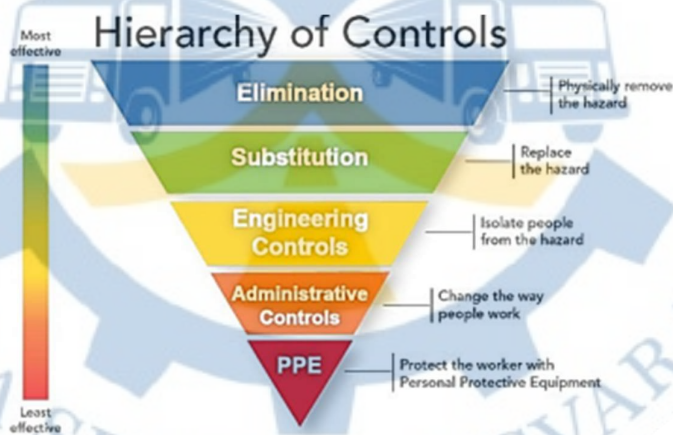 Hierarchy of Controls
Most
effective
Elimination
Physically remove
the hazard
Substitution
Replace
the hazard
Engineering
Controls
Isolate people
from the hazard
Administrative
Controls
Change the way
people work
PPE
Protect the worker with
Personal Protective Equipment
Least
effective